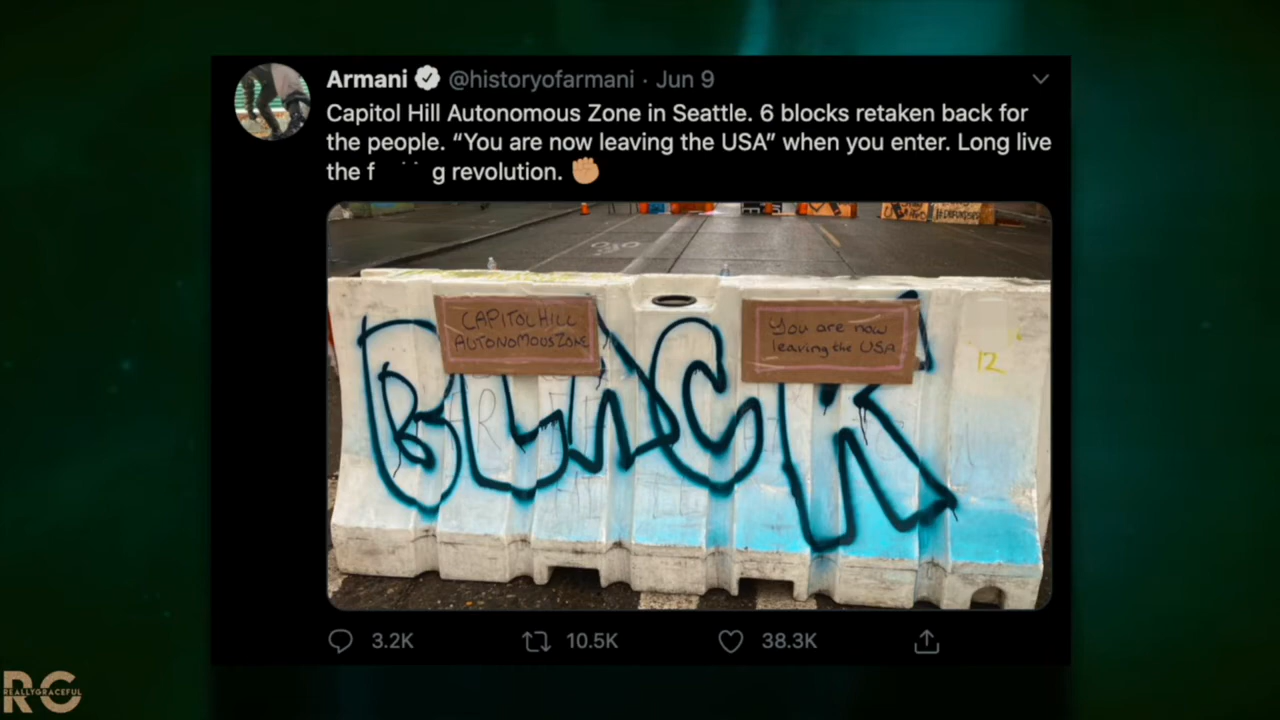 Armani @historyofarmani · Jun 9
Capitol Hill Autonomous Zone in Seattle. 6 blocks retaken back for
the people. “You are now leaving the USA” when you enter. Long live
the f g revolution. ✊🏼
CAPITOL HILL
AUTONOMOUS ZONE
You are now
leaving the USA
12
BLACK
3.2K 10.5K 38.3K
RG
REALLYGRACEFUL